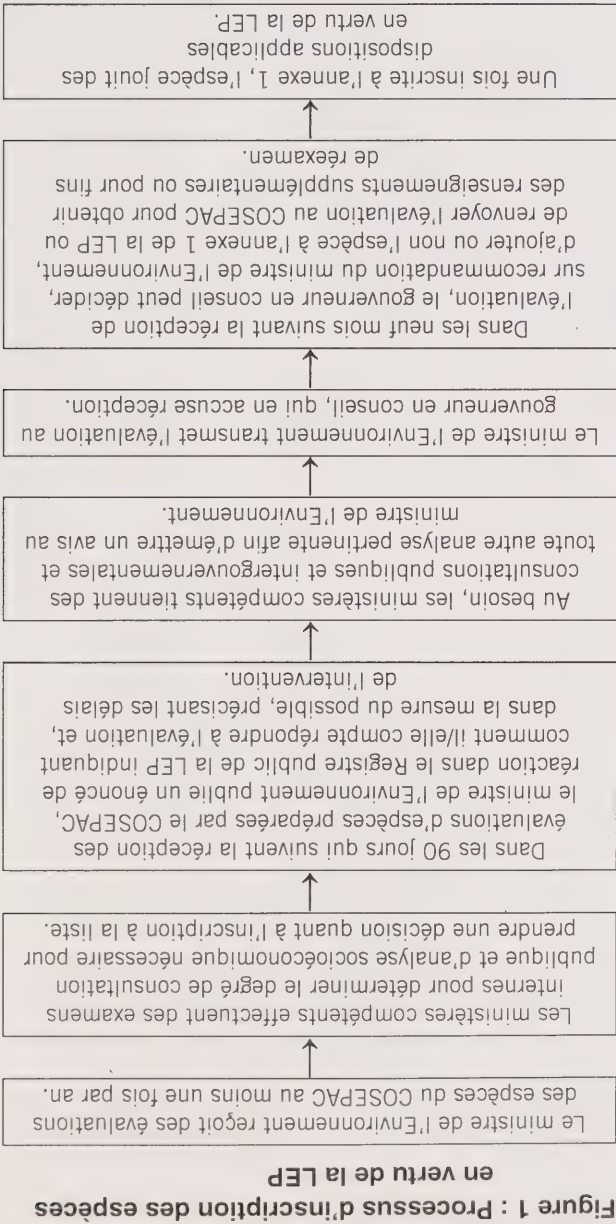 Figure 1 : Processus d'inscription des espèces
en vertu de la LEP
Le ministre de l'Environnement reçoit des évaluations
des espèces du COSEPAC au moins une fois par an.
Les ministères compétents effectuent des examens
internes pour déterminer le degré de consultation
publique et d'analyse socioéconomique nécessaire pour
prendre une décision quant à l'inscription à la liste.
Dans les 90 jours qui suivent la réception des
évaluations d'espèces préparées par le COSEPAC,
le ministre de l'Environnement publie un énoncé de
réaction dans le Registre public de la LEP indiquant
comment il/elle compte répondre à l'évaluation et,
dans la mesure du possible, précisant les délais
de l'intervention.
Au besoin, les ministères compétents tiennent des
consultations publiques et intergouvernementales et
toute autre analyse pertinente afin d'émettre un avis au
ministre de l'Environnement.
Le ministre de l'Environnement transmet l'évaluation au
gouverneur en conseil, qui en accuse réception.
Dans les neuf mois suivant la réception de
l'évaluation, le gouverneur en conseil peut décider,
sur recommandation du ministre de l'Environnement,
d'ajouter ou non l'espèce à l'annexe 1 de la LEP ou
de renvoyer l'évaluation au COSEPAC pour obtenir
des renseignements supplémentaires ou pour fins
de réexamen.
Une fois inscrite à l'annexe 1, l'espèce jouit des
dispositions applicables
en vertu de la LEP.